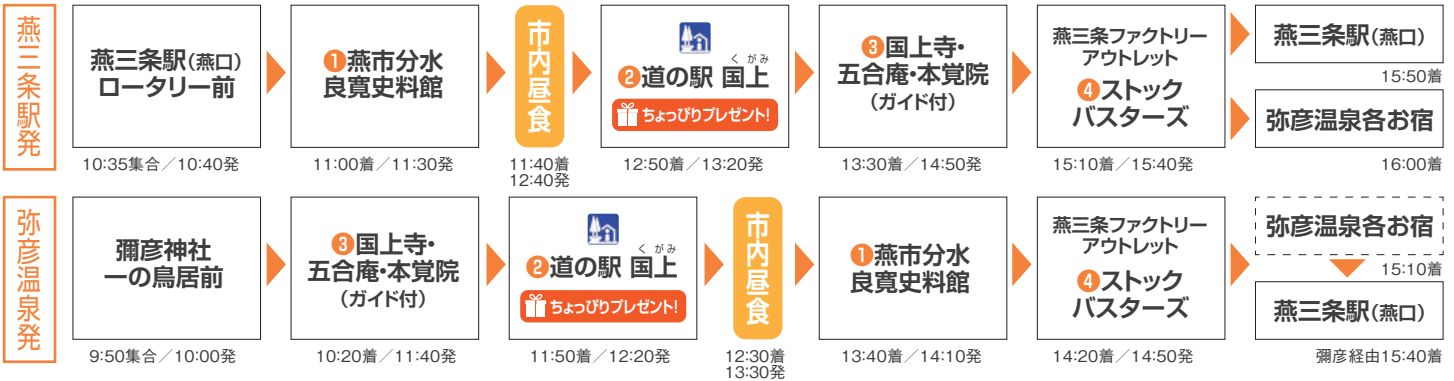 燕三条駅発
燕三条駅(燕口)
ロータリー前
10:35集合／10:40発
❶燕市分水
良寛史料館
11:00着／11:30発
市内昼食
11:40着
12:40発
くがみ
❷道の駅 国上
ちょっぴりプレゼント!
12:50着／13:20発
❸国上寺・
五合庵・本覚院
(ガイド付)
13:30着／14:50発
燕三条ファクトリー
アウトレット
❹ストック
バスターズ
15:10着／15:40発
燕三条駅(燕口)
15:50着
弥彦温泉各お宿
16:00着
弥彦温泉発
彌彦神社
一の鳥居前
9:50集合／10:00発
❸国上寺・
五合庵・本覚院
(ガイド付)
10:20着／11:40発
くがみ
❷道の駅 国上
ちょっぴりプレゼント!
11:50着／12:20発
市内昼食
12:30着
13:30発
❶燕市分水
良寛史料館
13:40着／14:10発
燕三条ファクトリー
アウトレット
❹ストック
バスターズ
14:20着／14:50発
弥彦温泉各お宿
15:10着
燕三条駅(燕口)
彌彦経由15:40着